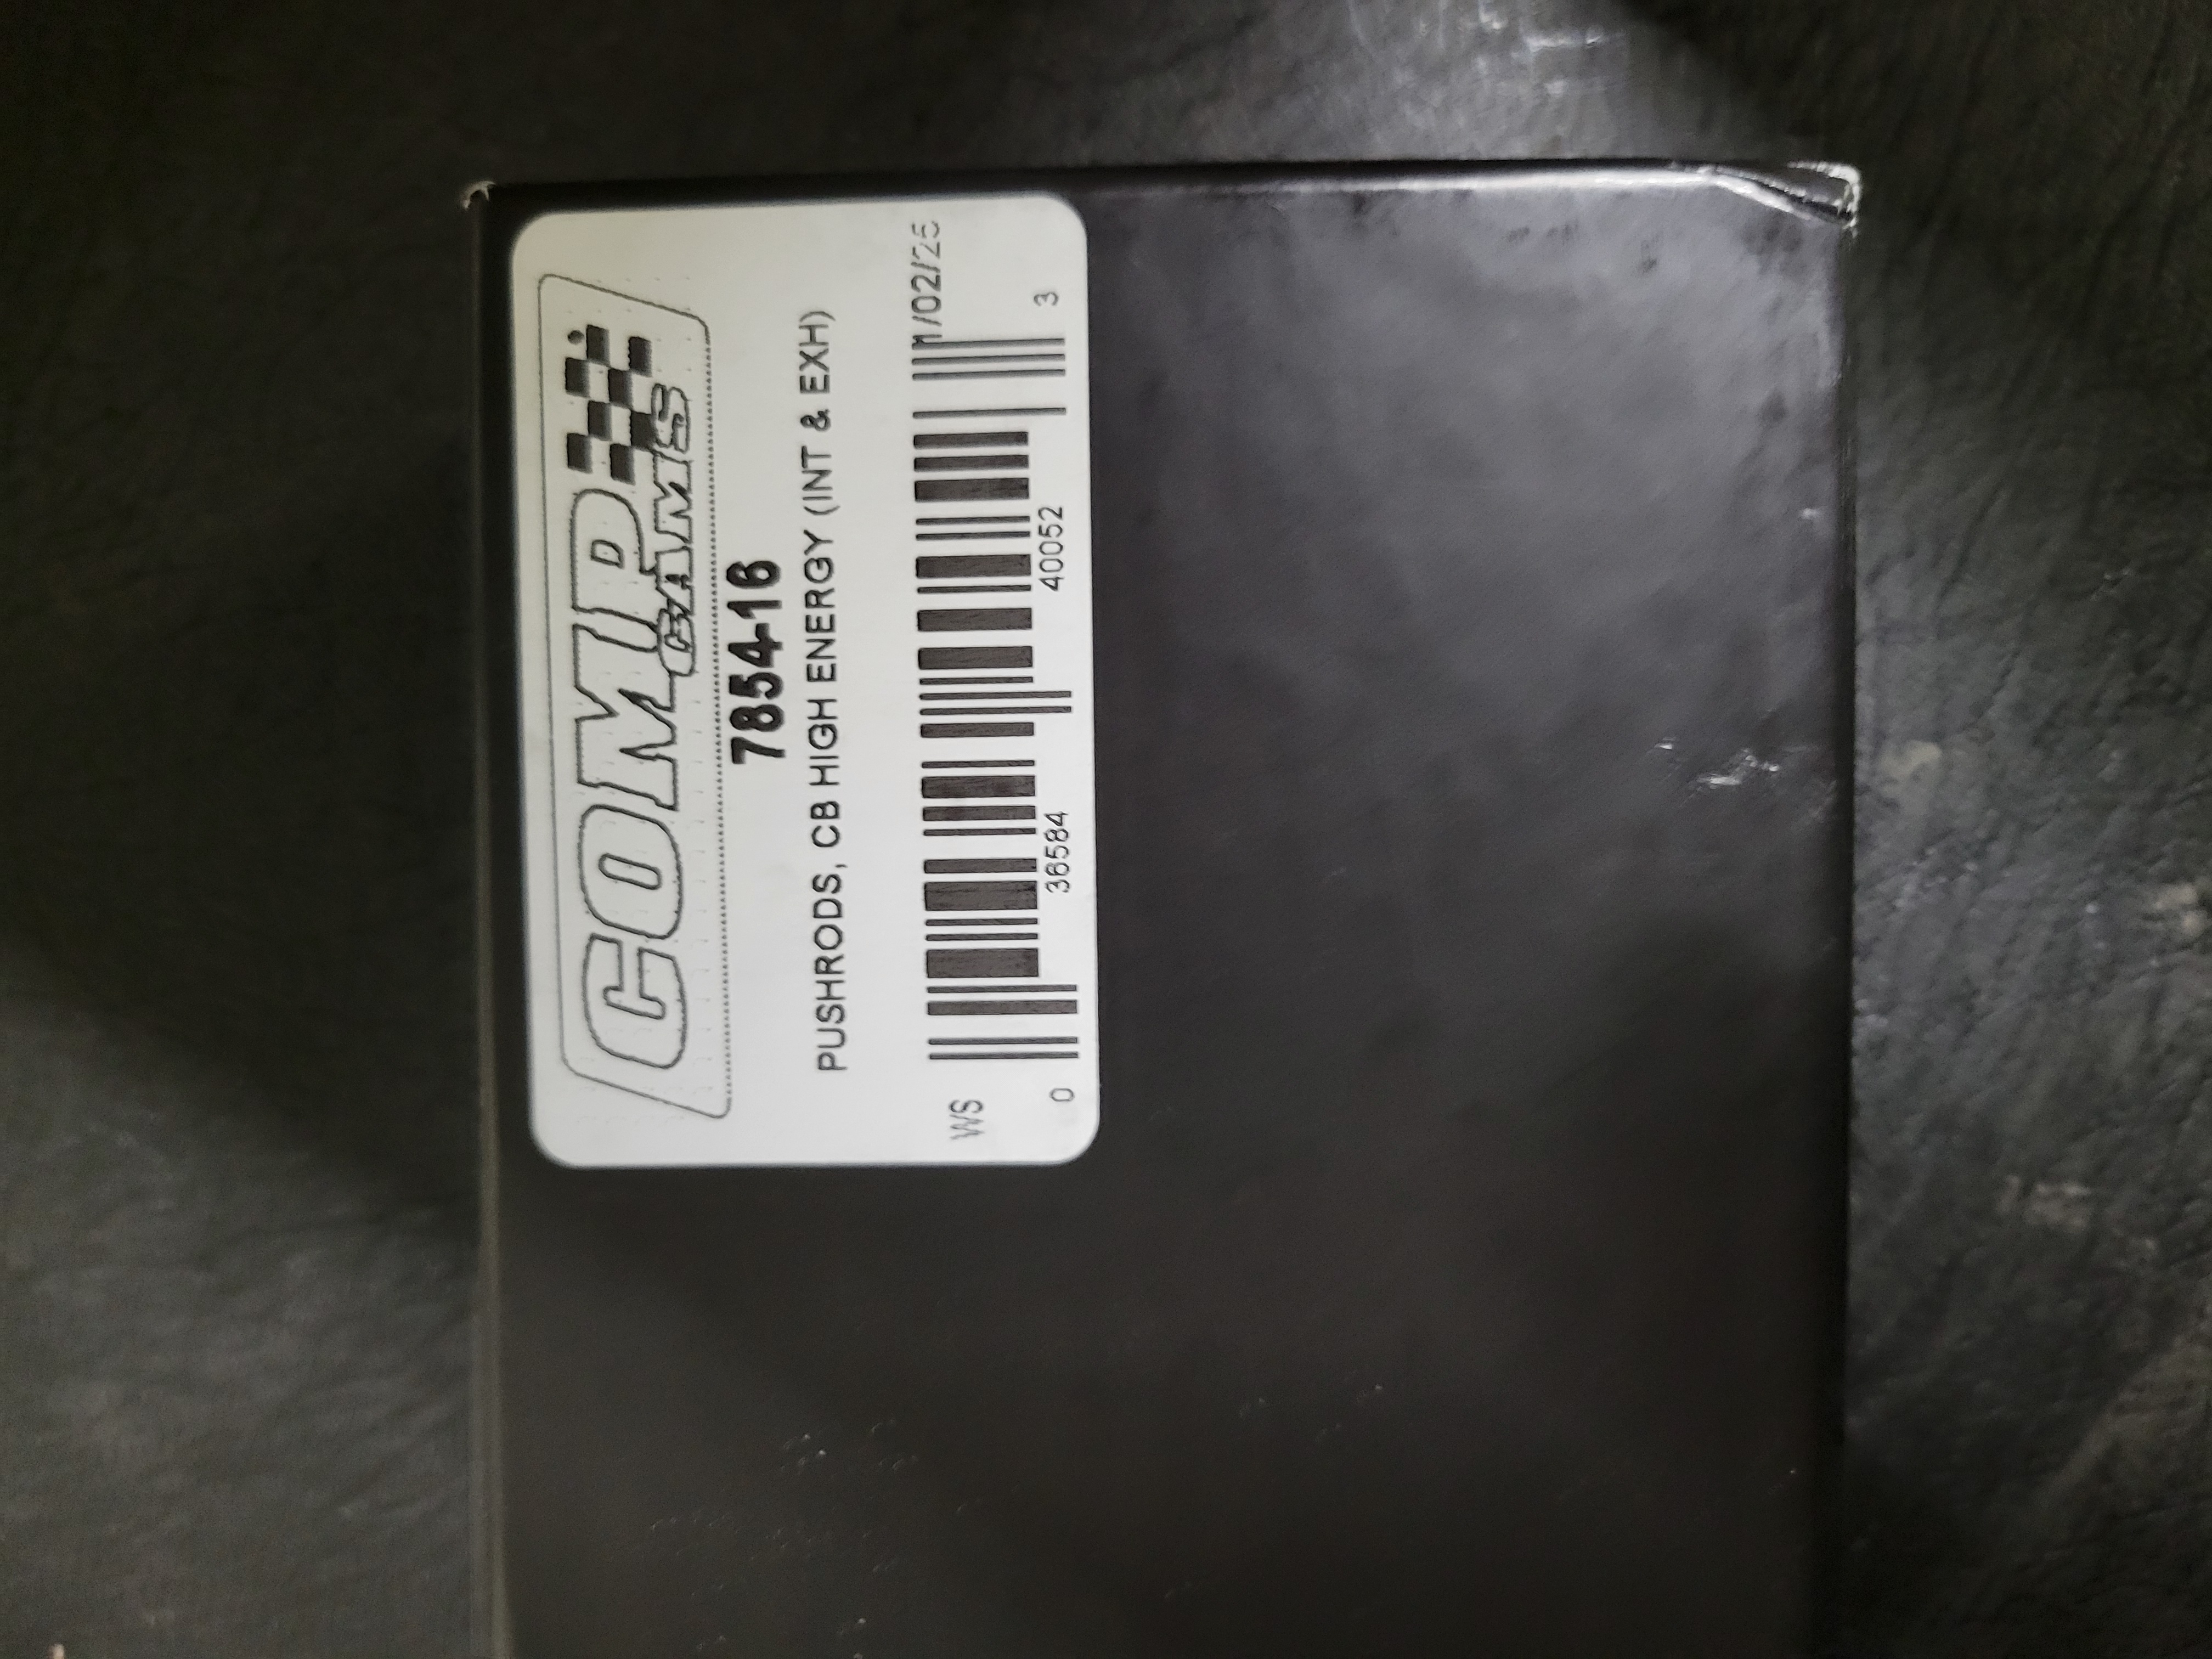 COMP
CAMS
7854-16
PUSHRODS, CB HIGH ENERGY (INT & EXH)
WS
0 36584 40052 3